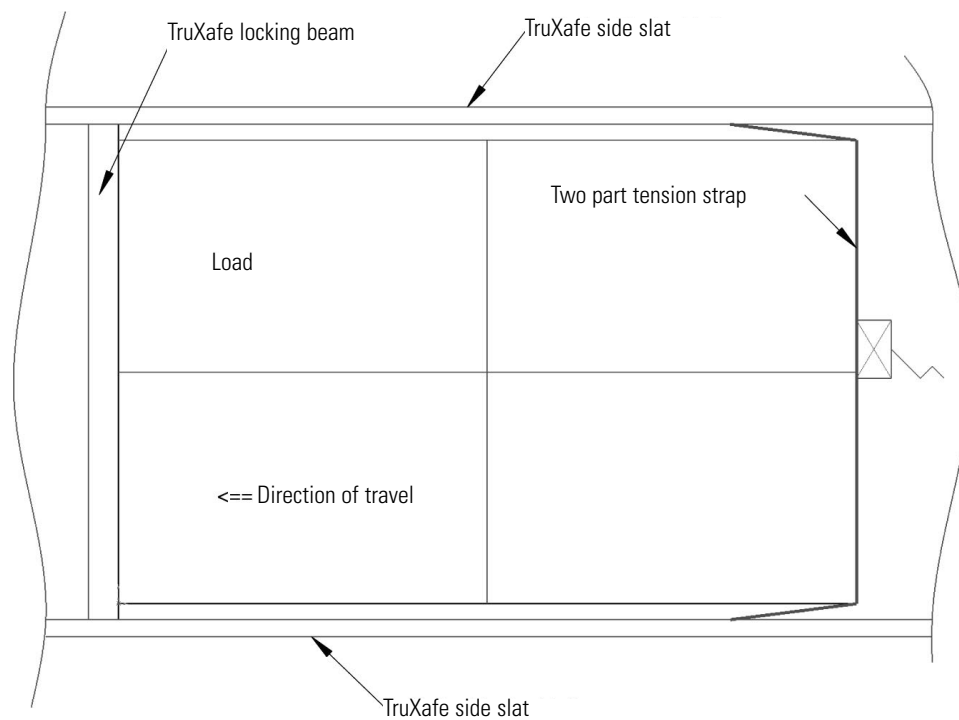 TruXafe locking beam
TruXafe side slat
Two part tension strap
Load
<== Direction of travel
TruXafe side slat